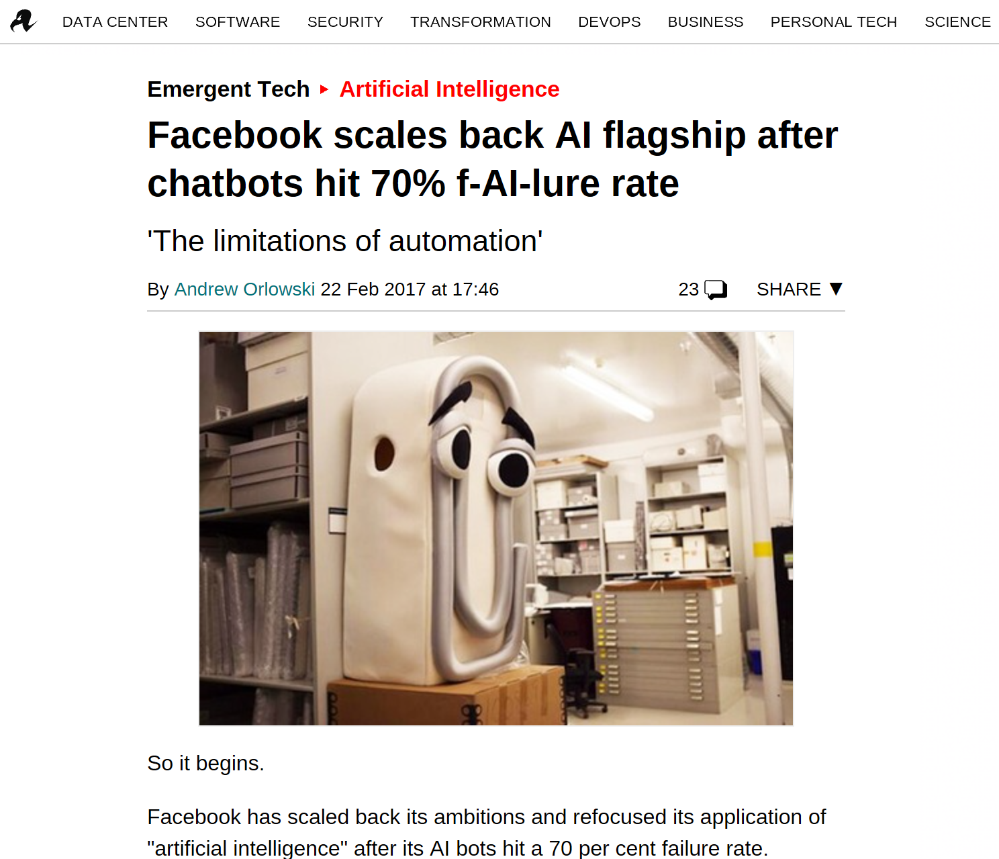 DATA CENTER SOFTWARE SECURITY TRANSFORMATION DEVOPS BUSINESS PERSONAL TECH SCIENCE
Emergent Tech ▸ Artificial Intelligence
Facebook scales back AI flagship after
chatbots hit 70% f-AI-lure rate
'The limitations of automation'
By Andrew Orlowski 22 Feb 2017 at 17:46 23 SHARE ▼
So it begins.
Facebook has scaled back its ambitions and refocused its application of
"artificial intelligence" after its AI bots hit a 70 per cent failure rate.